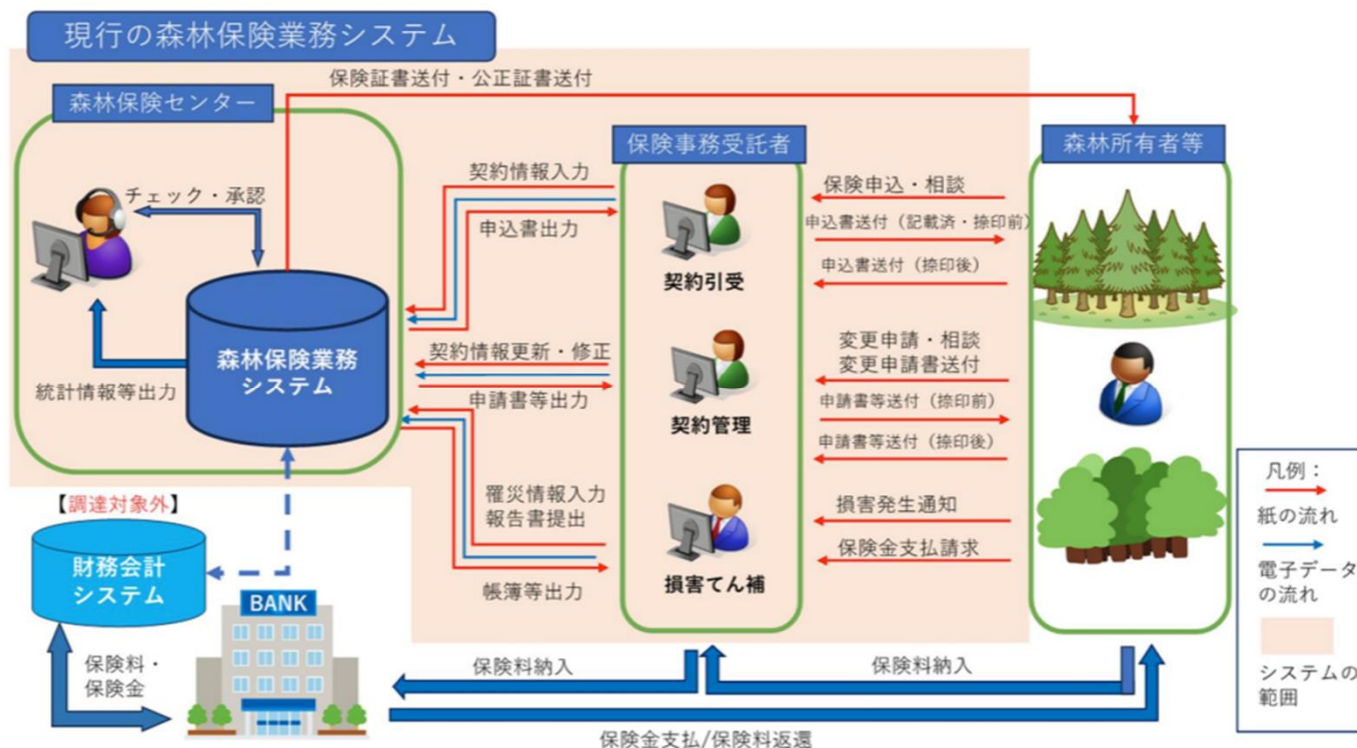 現行の森林保険業務システム
保険証書送付・公正証書送付
森林保険センター
保険事務受託者
森林所有者等
チェック・承認
契約情報入力
申込書出力
保険申込・相談
申込書送付（記載済・捺印前）
申込書送付（捺印後）
契約引受
森林保険業務
システム
統計情報等出力
契約情報更新・修正
申請書等出力
変更申請・相談
変更申請書送付
申請書等送付（捺印前）
申請書等送付（捺印後）
契約管理
罹災情報入力
報告書提出
帳簿等出力
損害発生通知
保険金支払請求
損害てん補
【調達対象外】
財務会計
システム
BANK
保険料・
保険金
保険料納入
保険料納入
保険金支払/保険料返還
凡例：
紙の流れ
電子データ
の流れ
システムの
範囲